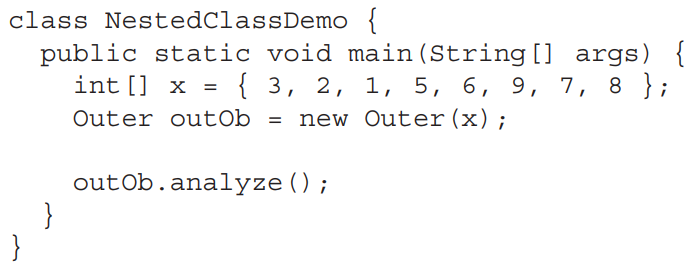 class NestedClassDemo {
  public static void main(String[] args) {
    int[] x = { 3, 2, 1, 5, 6, 9, 7, 8 };
    Outer outOb = new Outer(x);

    outOb.analyze();
  }
}